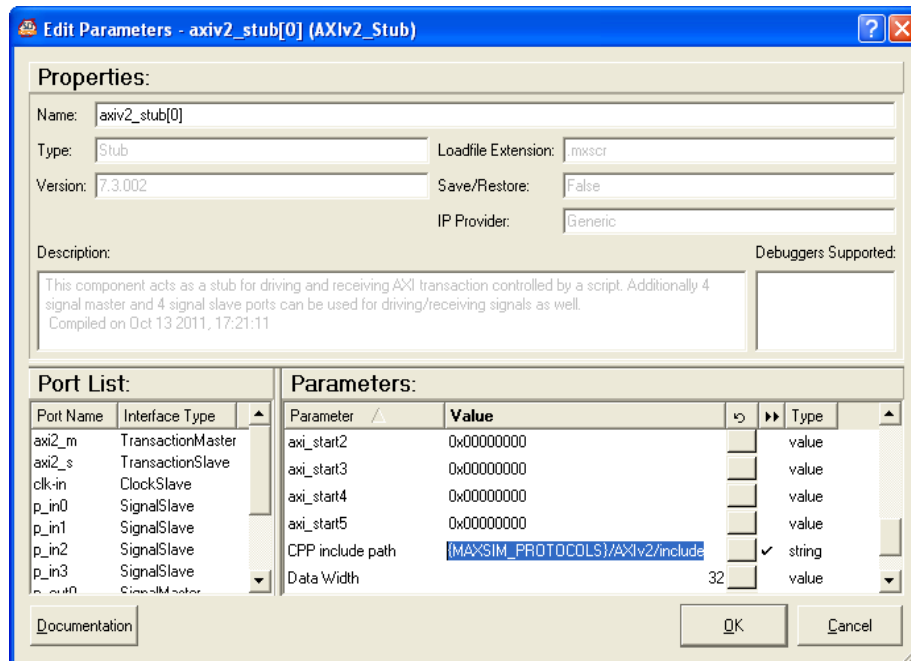 Edit Parameters - axiv2_stub[0] (AXIv2_Stub)
Properties:
Name: axiv2_stub[0]
Type: Stub Loadfile Extension: .mxscr
Version: 7.3.002 Save/Restore: False
IP Provider: Generic
Description: Debuggers Supported:
This component acts as a stub for driving and receiving AXI transaction controlled by a script. Additionally 4
signal master and 4 signal slave ports can be used for driving/receiving signals as well.
Compiled on Oct 13 2011, 17:21:11
Port List: Parameters:
Port Name Interface Type Parameter Value Type
axi2_m TransactionMaster axi_start2 0x00000000 value
axi2_s TransactionSlave axi_start3 0x00000000 value
clk-in ClockSlave axi_start4 0x00000000 value
p_in0 SignalSlave
p_in1 SignalSlave axi_start5 0x00000000 value
p_in2 SignalSlave CPP include path {MAXSIM_PROTOCOLS}/AXIv2/include string
p_in3 SignalSlave Data Width 32 value
p_out0 SignalMaster
Documentation OK Cancel